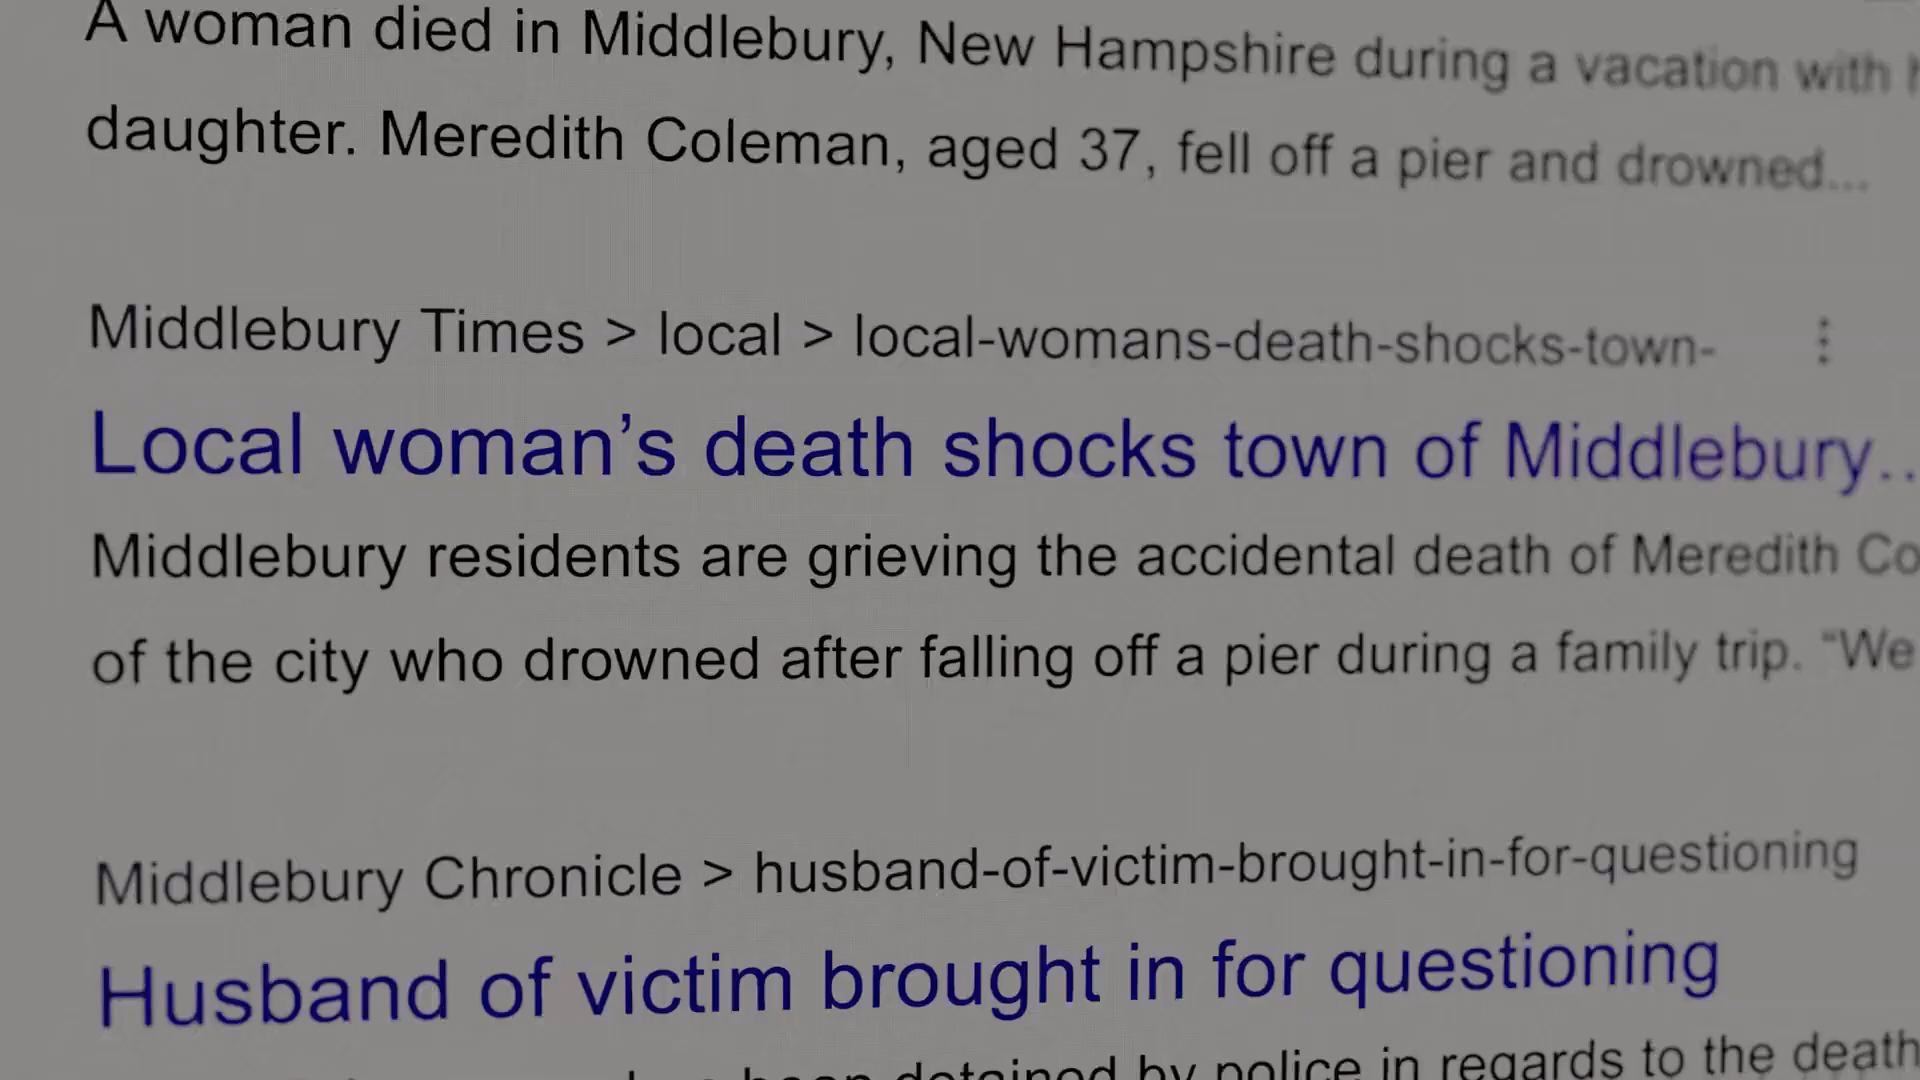 A woman died in Middlebury, New Hampshire during a vacation with
daughter. Meredith Coleman, aged 37, fell off a pier and drowned...
Middlebury Times > local > local-womans-death-shocks-town-
Local woman’s death shocks town of Middlebury..
Middlebury residents are grieving the accidental death of Meredith Co
of the city who drowned after falling off a pier during a family trip. “We
Middlebury Chronicle > husband-of-victim-brought-in-for-questioning
Husband of victim brought in for questioning
been detained by police in regards to the death